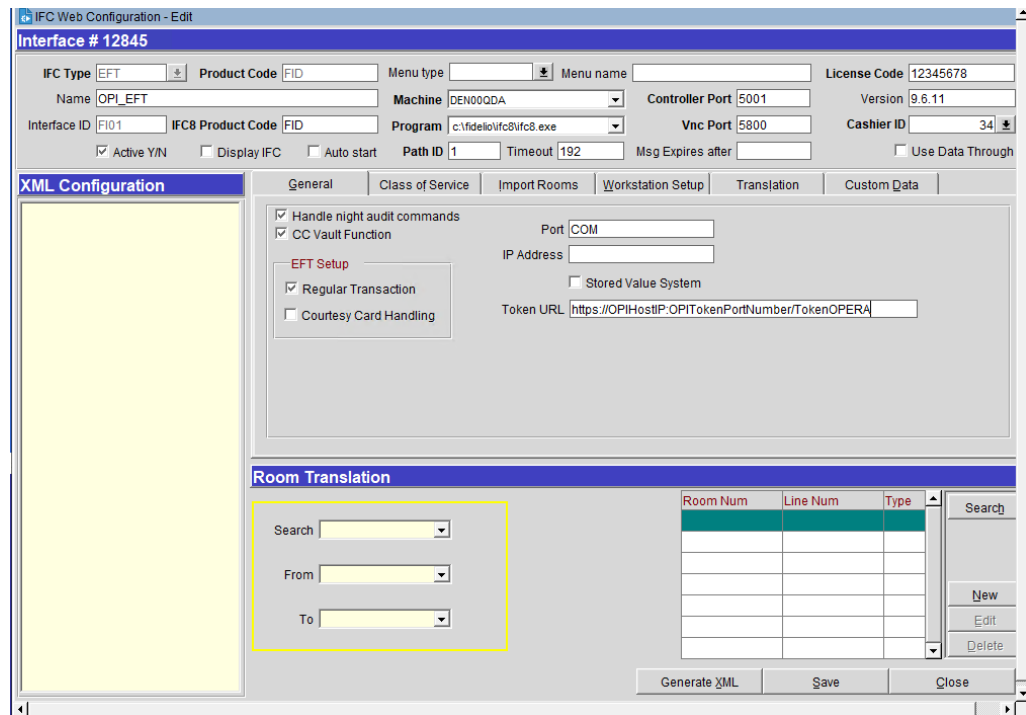 IFC Web Configuration - Edit
Interface # 12845
IFC Type EFT Product Code FID Menu type Menu name License Code 12345678
Name OPI_EFT Machine DEN00QDA Controller Port 5001 Version 9.6.11
Interface ID FI01 IFC8 Product Code FID Program c:\fidelio\ifc8\ifc8.exe Vnc Port 5800 Cashier ID 34
Active Y/N Display IFC Auto start Path ID 1 Timeout 192 Msg Expires after Use Data Through
XML Configuration
General Class of Service Import Rooms Workstation Setup Translation Custom Data
Handle night audit commands
CC Vault Function
Port COM
IP Address
EFT Setup
Regular Transaction
Courtesy Card Handling
Stored Value System
Token URL https://OPIHostIP:OPITokenPortNumber/TokenOPERA
Room Translation
Search
From
To
Room Num Line Num Type
Search
New
Edit
Delete
Generate XML Save Close